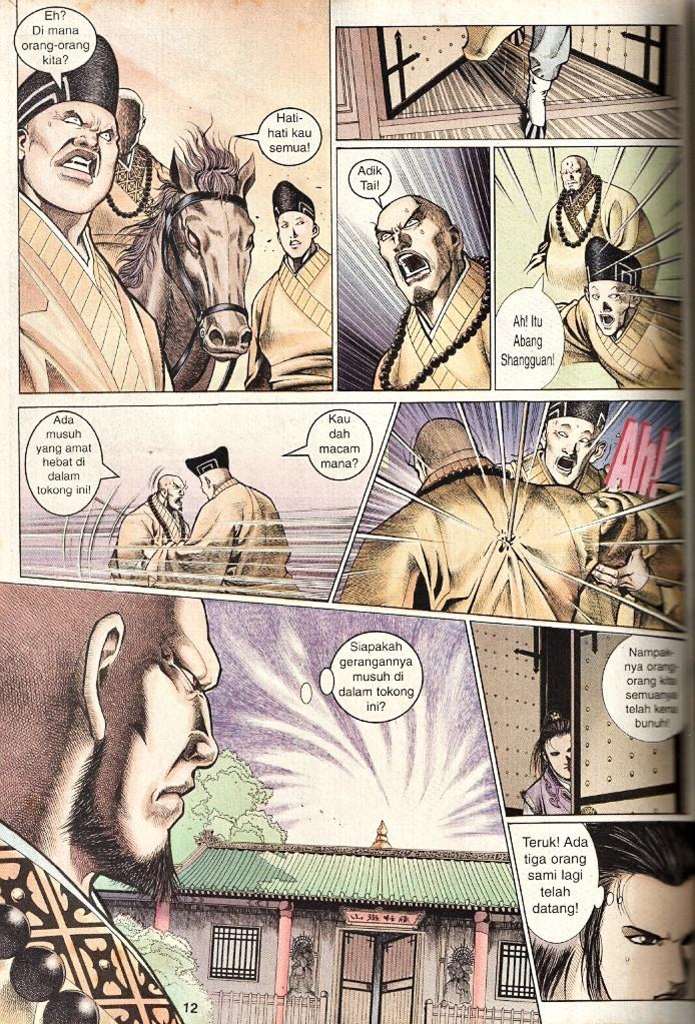 Eh?
Di mana
orang-orang
kita?
Hati-
hati kau
semua!
Adik
Tai!
Ah! Itu
Abang
Shangguan!
Ada
musuh
yang amat
hebat di
dalam
tokong ini!
Kau
dah
macam
mana?
Ah!
Siapakah
gerangannya
musuh di
dalam tokong
ini?
Nampak-
nya orang-
orang kita
semuanya
telah kena
bunuh!
Teruk! Ada
tiga orang
sami lagi
telah
datang!
12